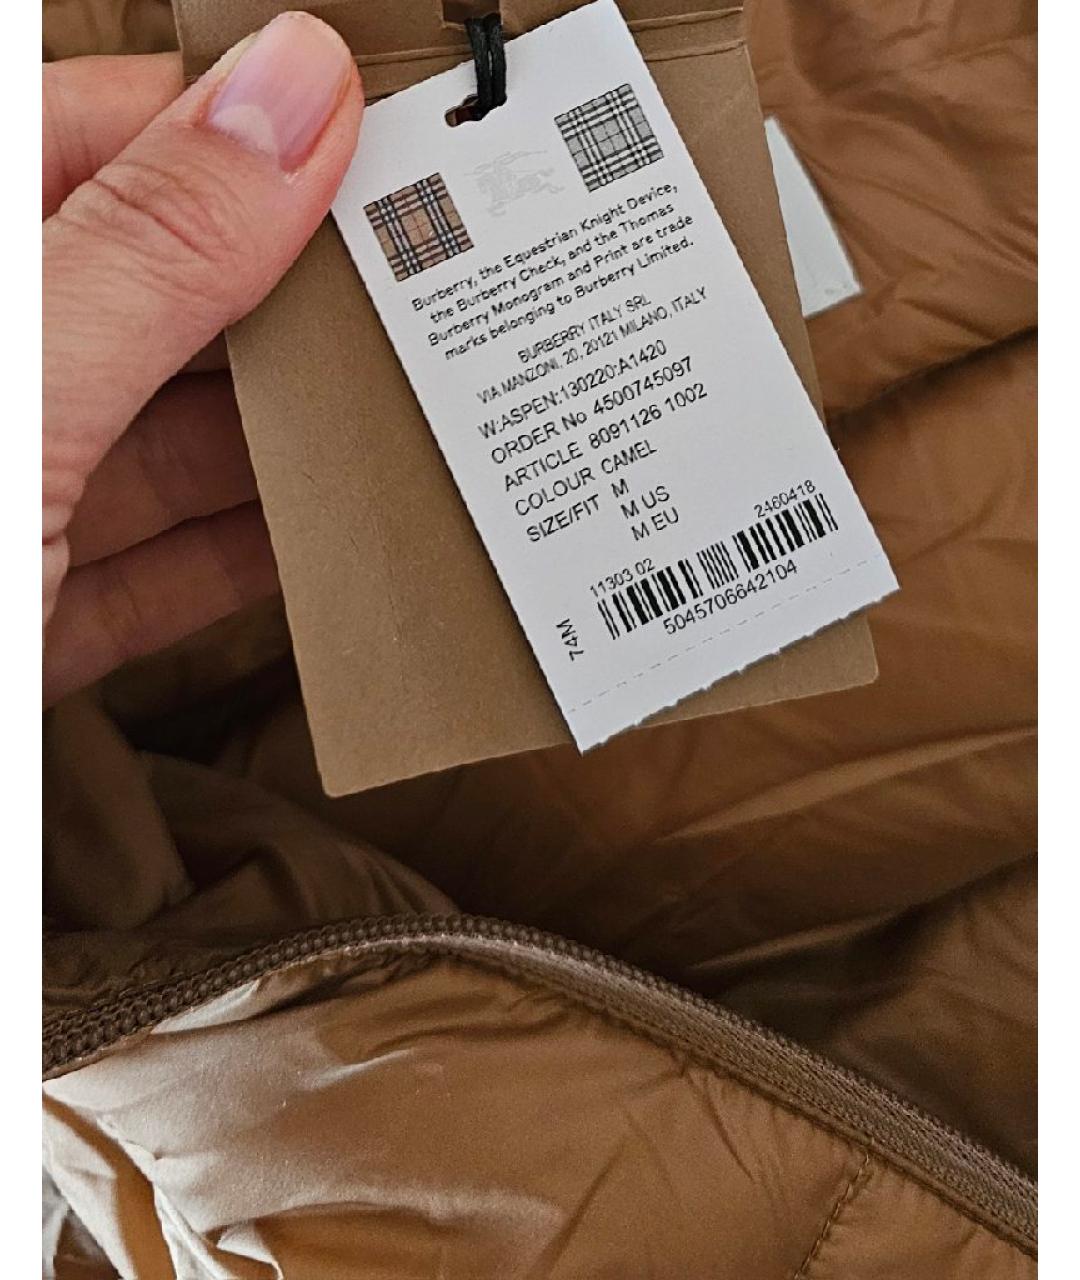 Burberry, the Equestrian Knight Device,
the Burberry Check, and the Thomas
Burberry Monogram and Print are trade
marks belonging to Burberry Limited.
BURBERRY ITALY SRL
VIA MANZONI, 20, 20121 MILANO, ITALY
W:ASPEN:130220:A1420
ORDER No 4500745097
ARTICLE 8091126 1002
COLOUR CAMEL
SIZE/FIT M
M US
M EU
11303 02 2460418
5045706642104
74M